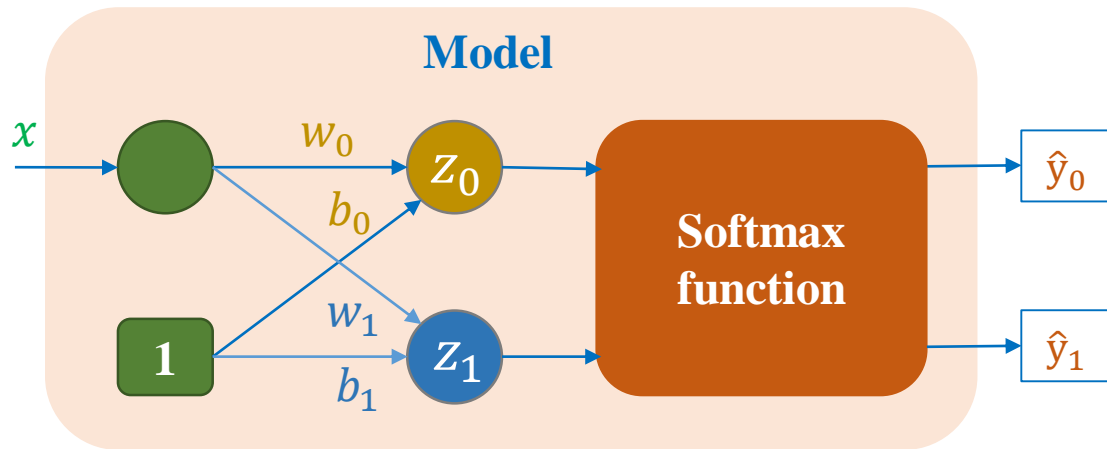 Model
x
w₀
z₀
b₀
ŷ₀
Softmax
function
1
w₁
z₁
b₁
ŷ₁